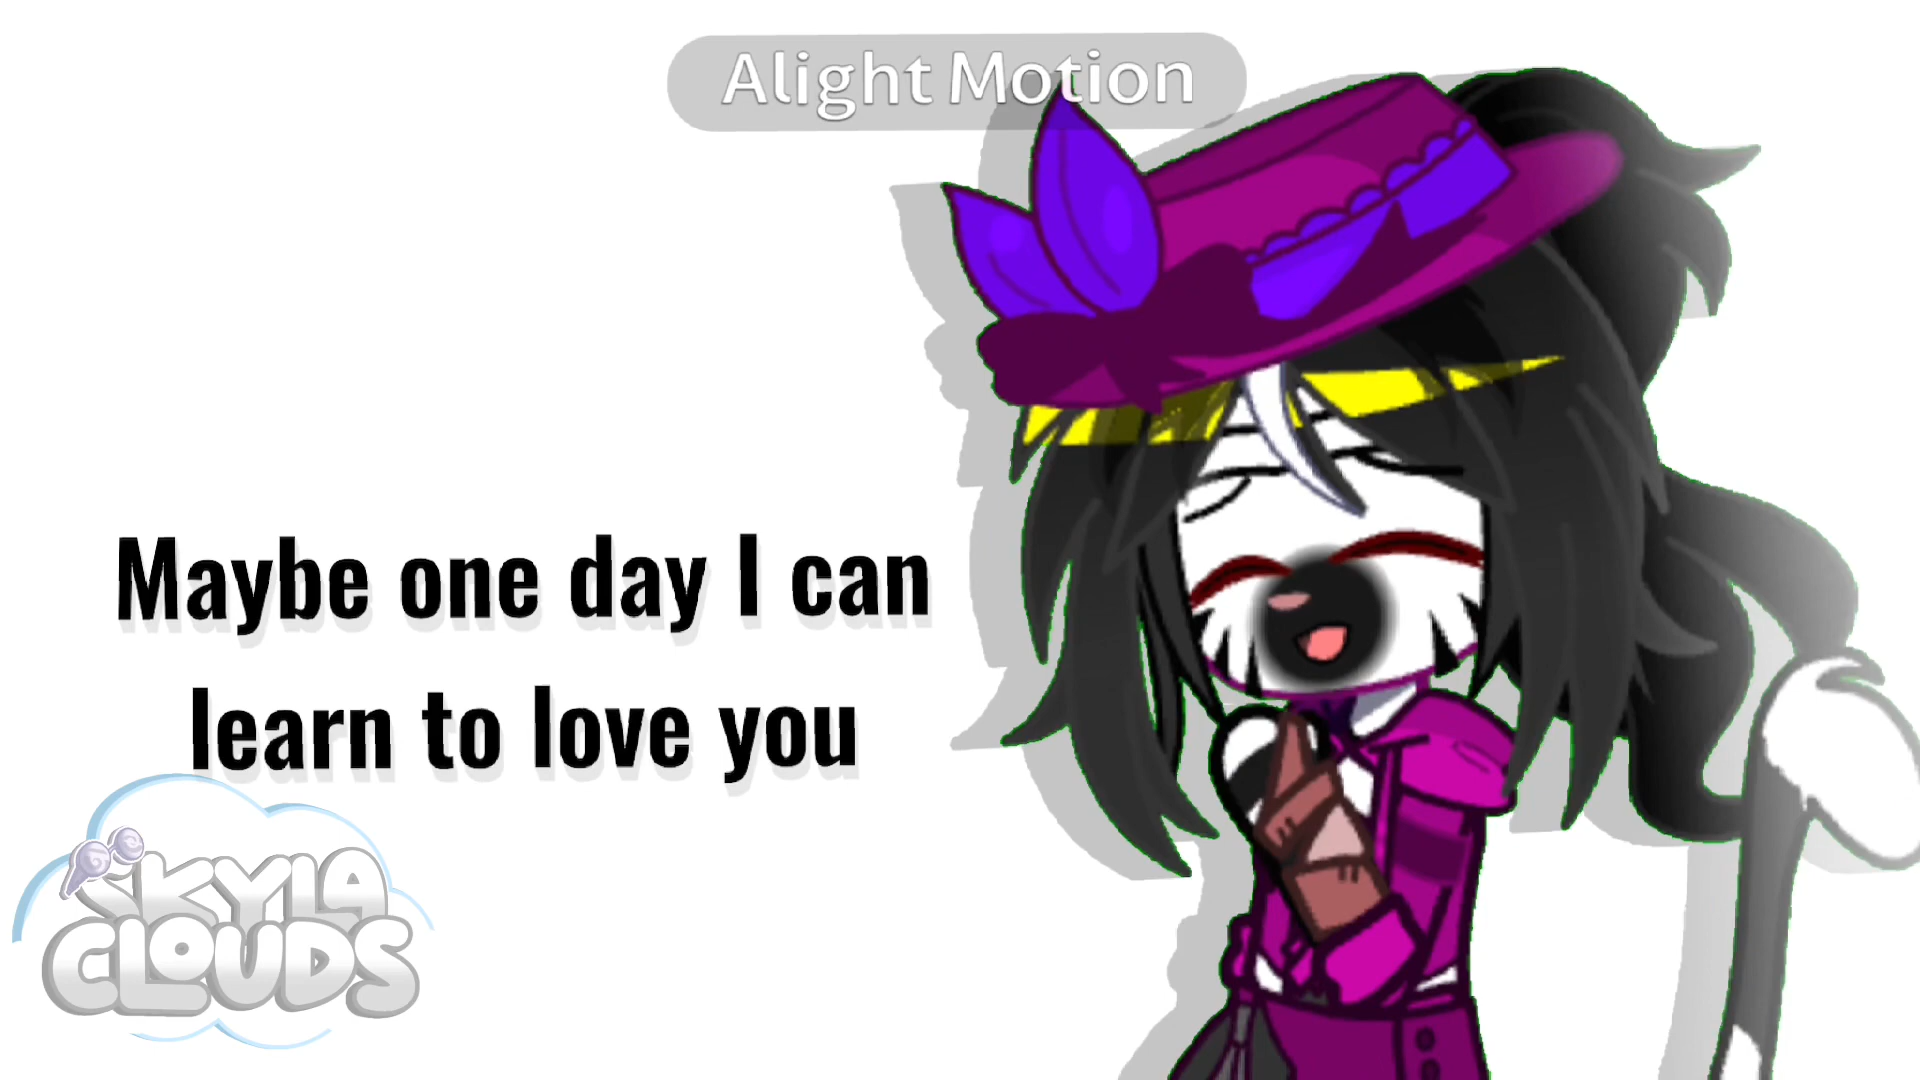 Alight Motion
Maybe one day I can
learn to love you
SKYLA
CLOUDS